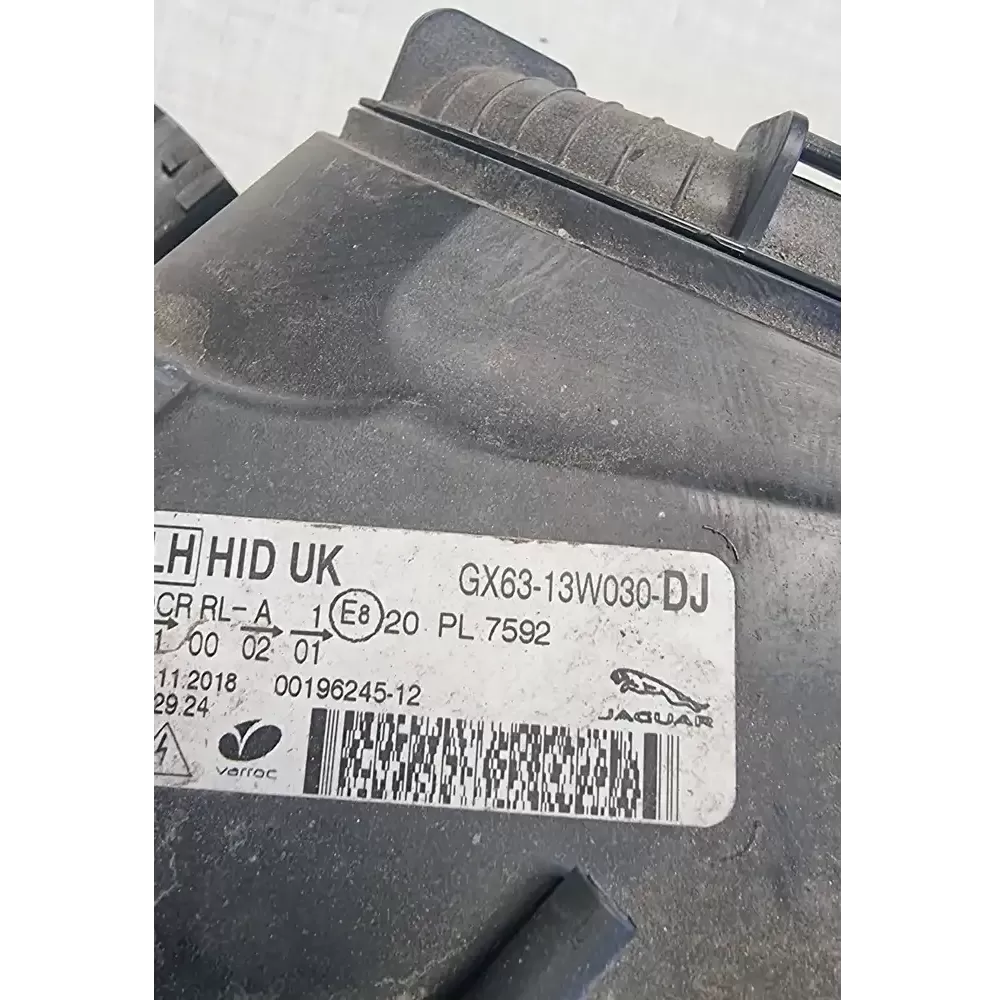 LH HID UK GX63-13W030-DJ
CR RL-A 1 E8 20 PL 7592
00 02 01
11.2018 00196245-12
29.24
JAGUAR
varroc